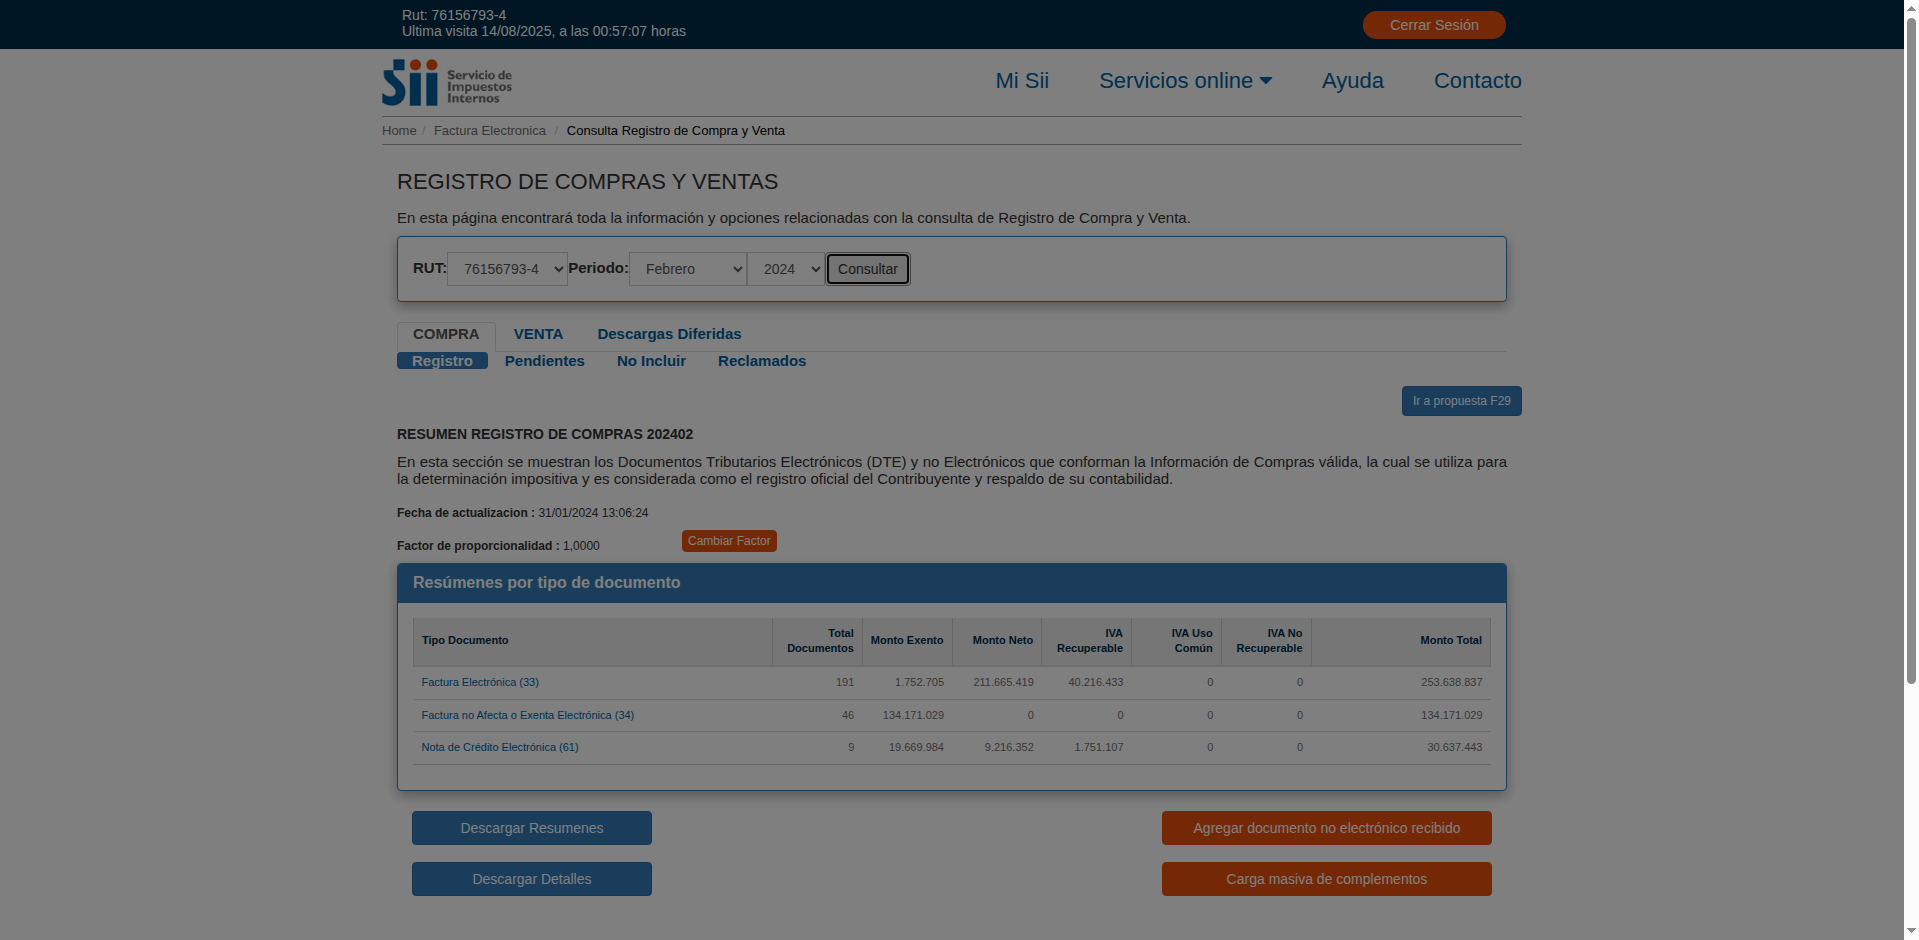 Rut: 76156793-4
Ultima visita 14/08/2025, a las 00:57:07 horas
Cerrar Sesión
Sii Servicio de
Impuestos
Internos
Mi Sii Servicios online Ayuda Contacto
Home / Factura Electronica / Consulta Registro de Compra y Venta
REGISTRO DE COMPRAS Y VENTAS
En esta página encontrará toda la información y opciones relacionadas con la consulta de Registro de Compra y Venta.
RUT: 76156793-4 Periodo: Febrero 2024 Consultar
COMPRA VENTA Descargas Diferidas
Registro Pendientes No Incluir Reclamados
Ir a propuesta F29
RESUMEN REGISTRO DE COMPRAS 202402
En esta sección se muestran los Documentos Tributarios Electrónicos (DTE) y no Electrónicos que conforman la Información de Compras válida, la cual se utiliza para
la determinación impositiva y es considerada como el registro oficial del Contribuyente y respaldo de su contabilidad.
Fecha de actualizacion : 31/01/2024 13:06:24
Factor de proporcionalidad : 1,0000 Cambiar Factor
Resúmenes por tipo de documento
Tipo Documento Total Documentos Monto Exento Monto Neto IVA Recuperable IVA Uso Común IVA No Recuperable Monto Total
Factura Electrónica (33) 191 1.752.705 211.665.419 40.216.433 0 0 253.638.837
Factura no Afecta o Exenta Electrónica (34) 46 134.171.029 0 0 0 0 134.171.029
Nota de Crédito Electrónica (61) 9 19.669.984 9.216.352 1.751.107 0 0 30.637.443
Descargar Resumenes Agregar documento no electrónico recibido
Descargar Detalles Carga masiva de complementos